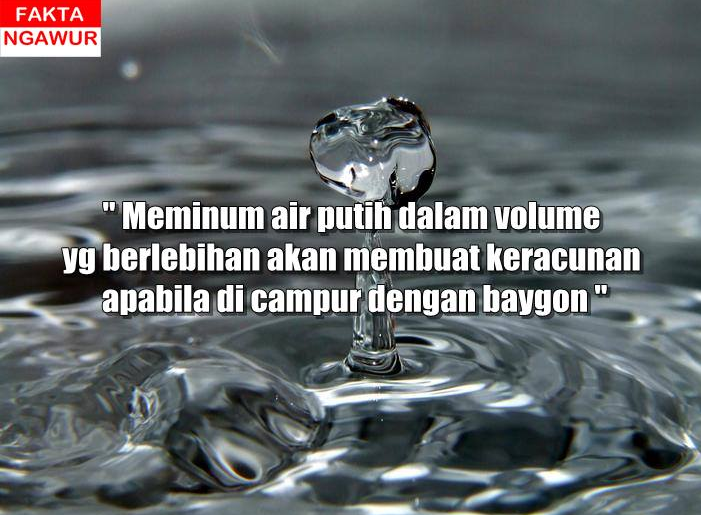 FAKTA
NGAWUR
" Meminum air putih dalam volume
yg berlebihan akan membuat keracunan
apabila di campur dengan baygon "